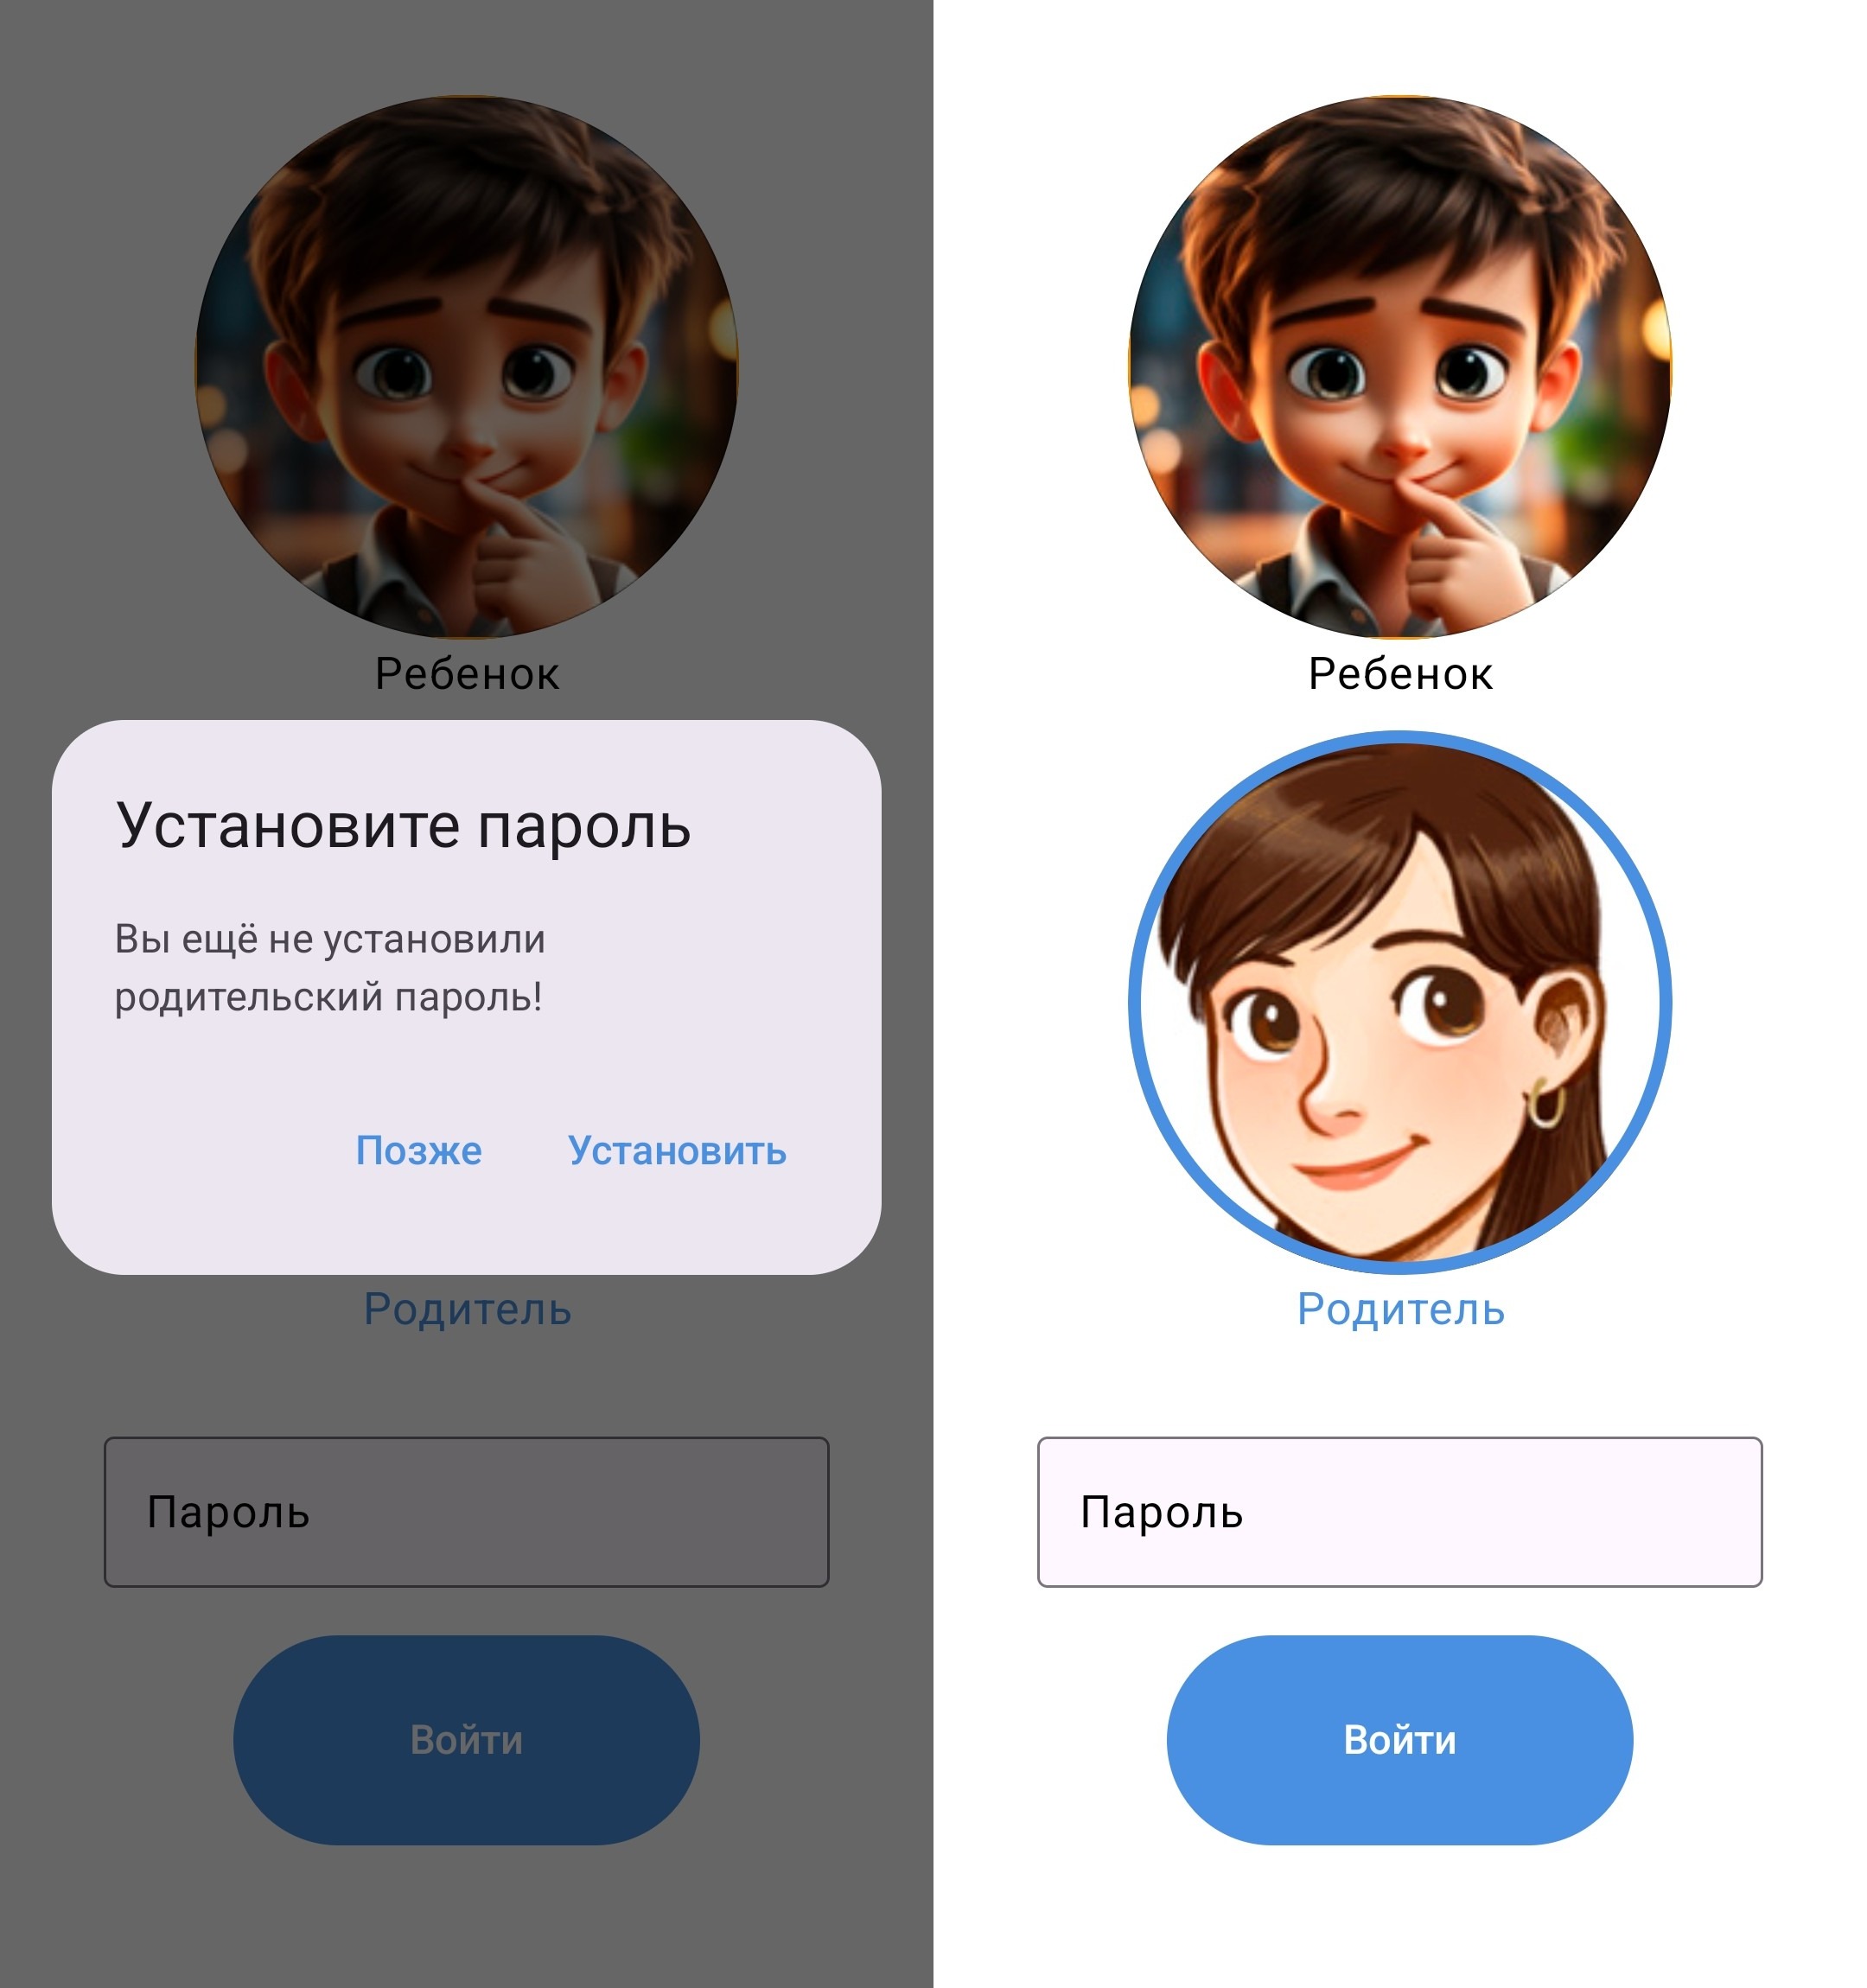 Ребенок
Установите пароль
Вы ещё не установили
родительский пароль!
Позже Установить
Родитель
Пароль
Войти
Ребенок
Родитель
Пароль
Войти